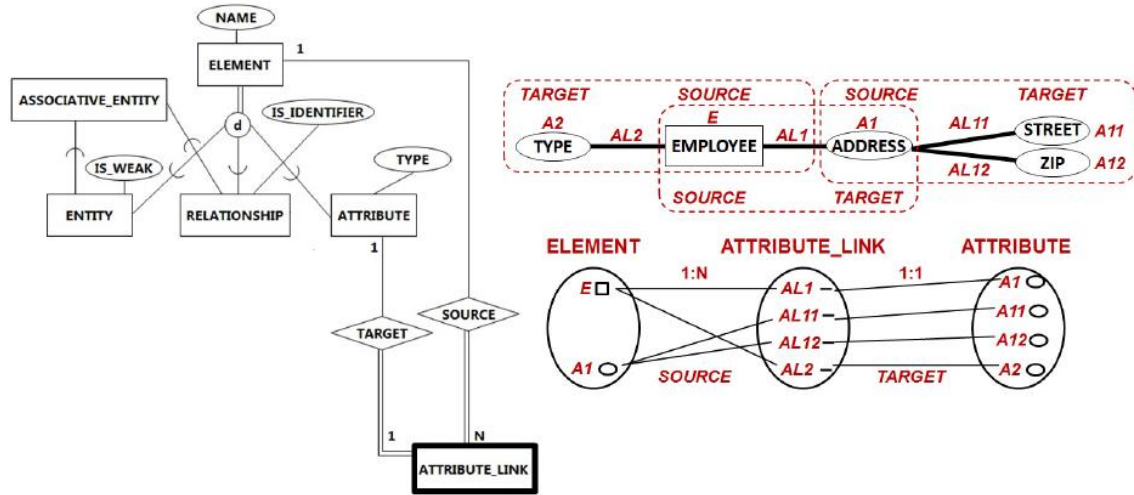 NAME
ELEMENT
1
ASSOCIATIVE_ENTITY
IS_IDENTIFIER
d
IS_WEAK
TYPE
ENTITY
RELATIONSHIP
ATTRIBUTE
1
TARGET
SOURCE
1
N
ATTRIBUTE_LINK
TARGET SOURCE SOURCE TARGET
A2 E A1
TYPE AL2 EMPLOYEE AL1 ADDRESS AL11 STREET A11
AL12 ZIP A12
SOURCE TARGET
ELEMENT ATTRIBUTE_LINK ATTRIBUTE
1:N 1:1
E AL1 A1
AL11 A11
AL12 A12
A1 AL2 A2
SOURCE TARGET